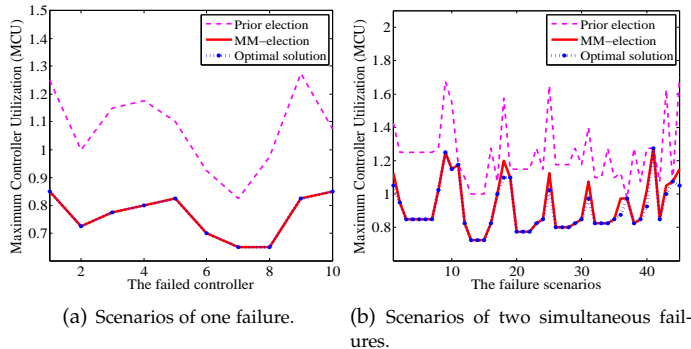 1.5
1.4
1.3
1.2
1.1
1
0.9
0.8
0.7
Maximum Controller Utilization (MCU)
Prior election
MM−election
Optimal solution
2 4 6 8 10
The failed controller
(a) Scenarios of one failure.
2
1.8
1.6
1.4
1.2
1
0.8
Maximum Controller Utilization (MCU)
Prior election
MM−election
Optimal solution
10 20 30 40
The failure scenarios
(b) Scenarios of two simultaneous fail-
ures.